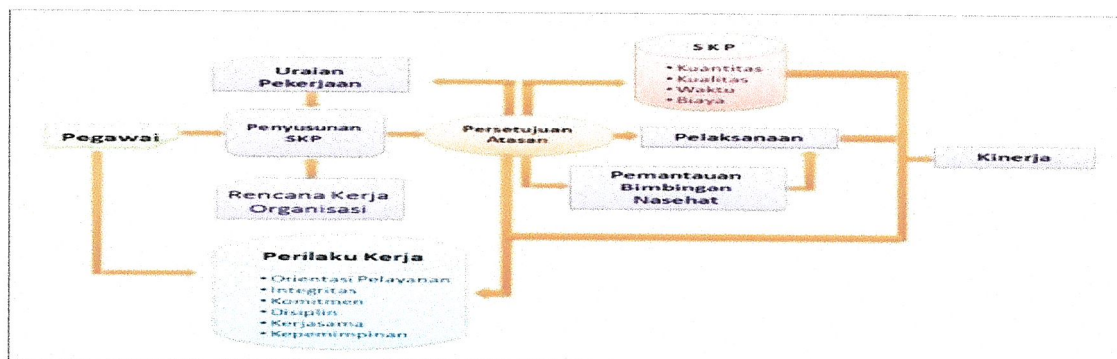 SKP
• Kuantitas
• Kualitas
• Waktu
• Biaya
Uraian
Pekerjaan
Pegawai
Penyusunan
SKP
Persetujuan
Atasan
Pelaksanaan
Kinerja
Rencana Kerja
Organisasi
Pemantauan
Bimbingan
Nasehat
Perilaku Kerja
• Orientasi Pelayanan
• Integritas
• Komitmen
• Disiplin
• Kerjasama
• Kepemimpinan